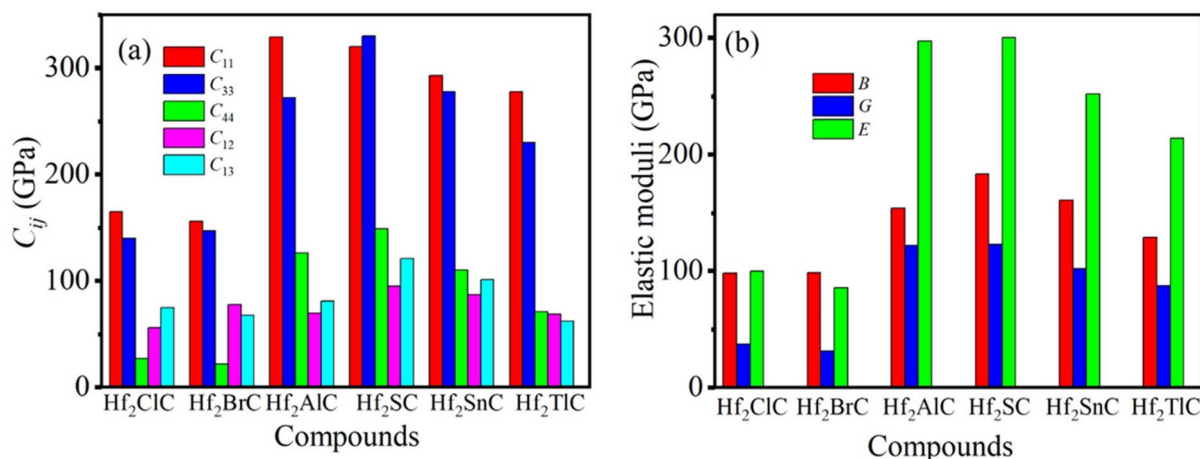 (a)
C₁₁
C₃₃
C₄₄
C₁₂
C₁₃
300
200
100
0
Cᵢⱼ (GPa)
Hf₂ClC Hf₂BrC Hf₂AlC Hf₂SC Hf₂SnC Hf₂TlC
Compounds
(b)
B
G
E
300
200
100
0
Elastic moduli (GPa)
Hf₂ClC Hf₂BrC Hf₂AlC Hf₂SC Hf₂SnC Hf₂TlC
Compounds